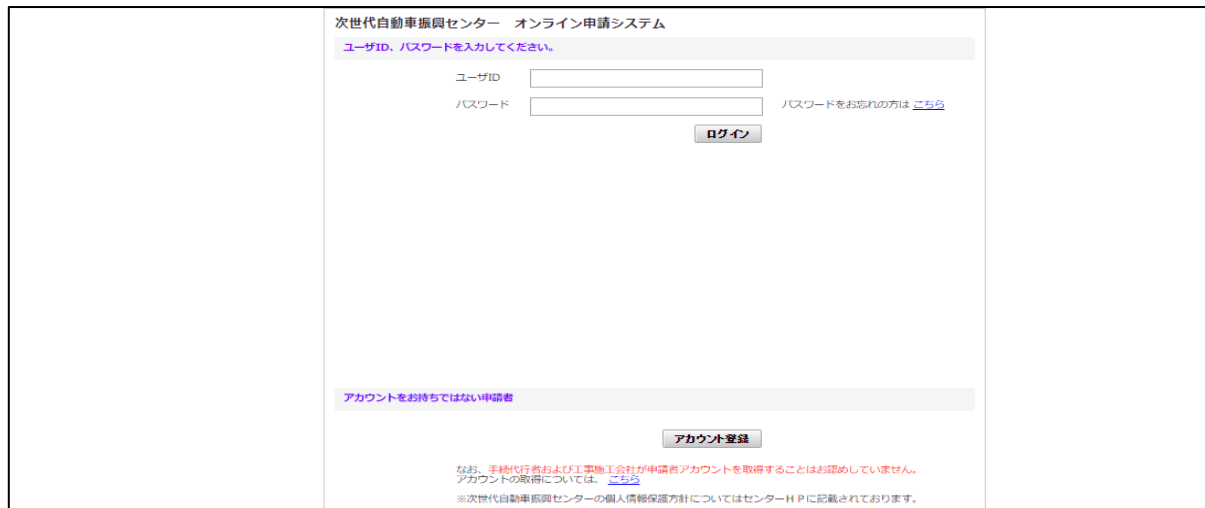 次世代自動車振興センター　オンライン申請システム
ユーザID、パスワードを入力してください。
ユーザID
パスワード
パスワードをお忘れの方は こちら
ログイン
アカウントをお持ちではない申請者
アカウント登録
なお、手続代行者および工事施工会社が申請者アカウントを取得することはお認めしていません。
アカウントの取得については、 こちら
※次世代自動車振興センターの個人情報保護方針についてはセンターＨＰに記載されております。